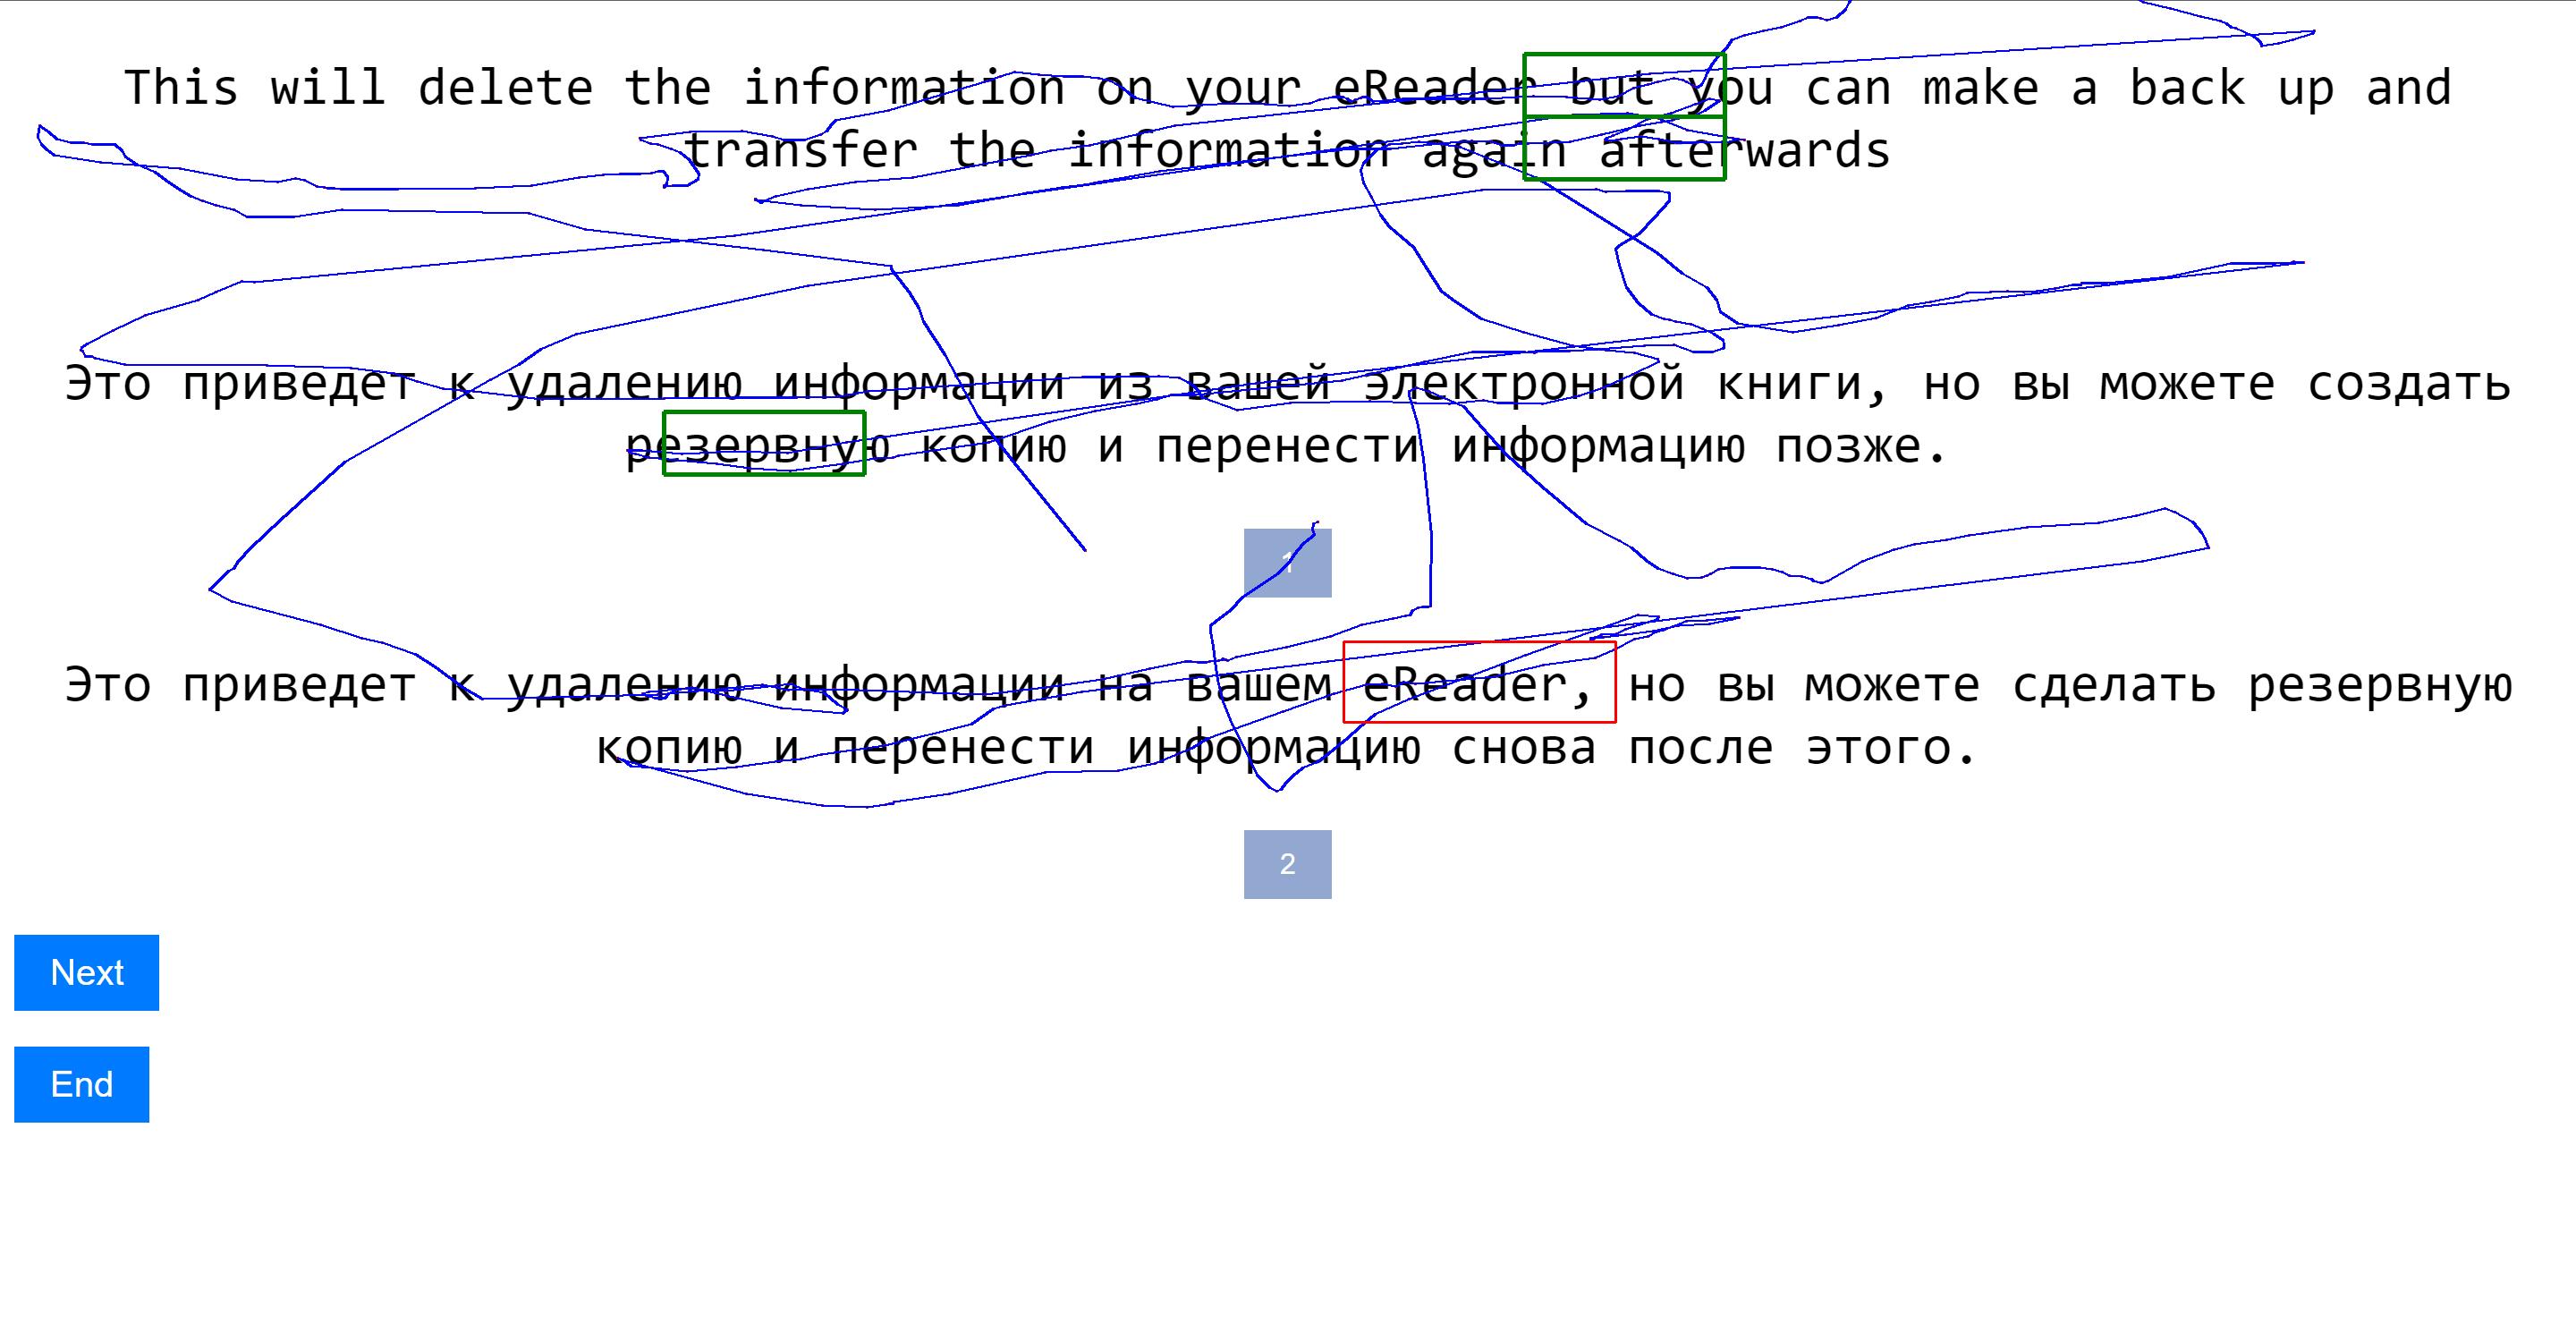 This will delete the information on your eReader but you can make a back up and
transfer the information again afterwards
Это приведет к удалению информации из вашей электронной книги, но вы можете создать
резервную копию и перенести информацию позже.
1
Это приведет к удалению информации на вашем eReader, но вы можете сделать резервную
копию и перенести информацию снова после этого.
2
Next
End